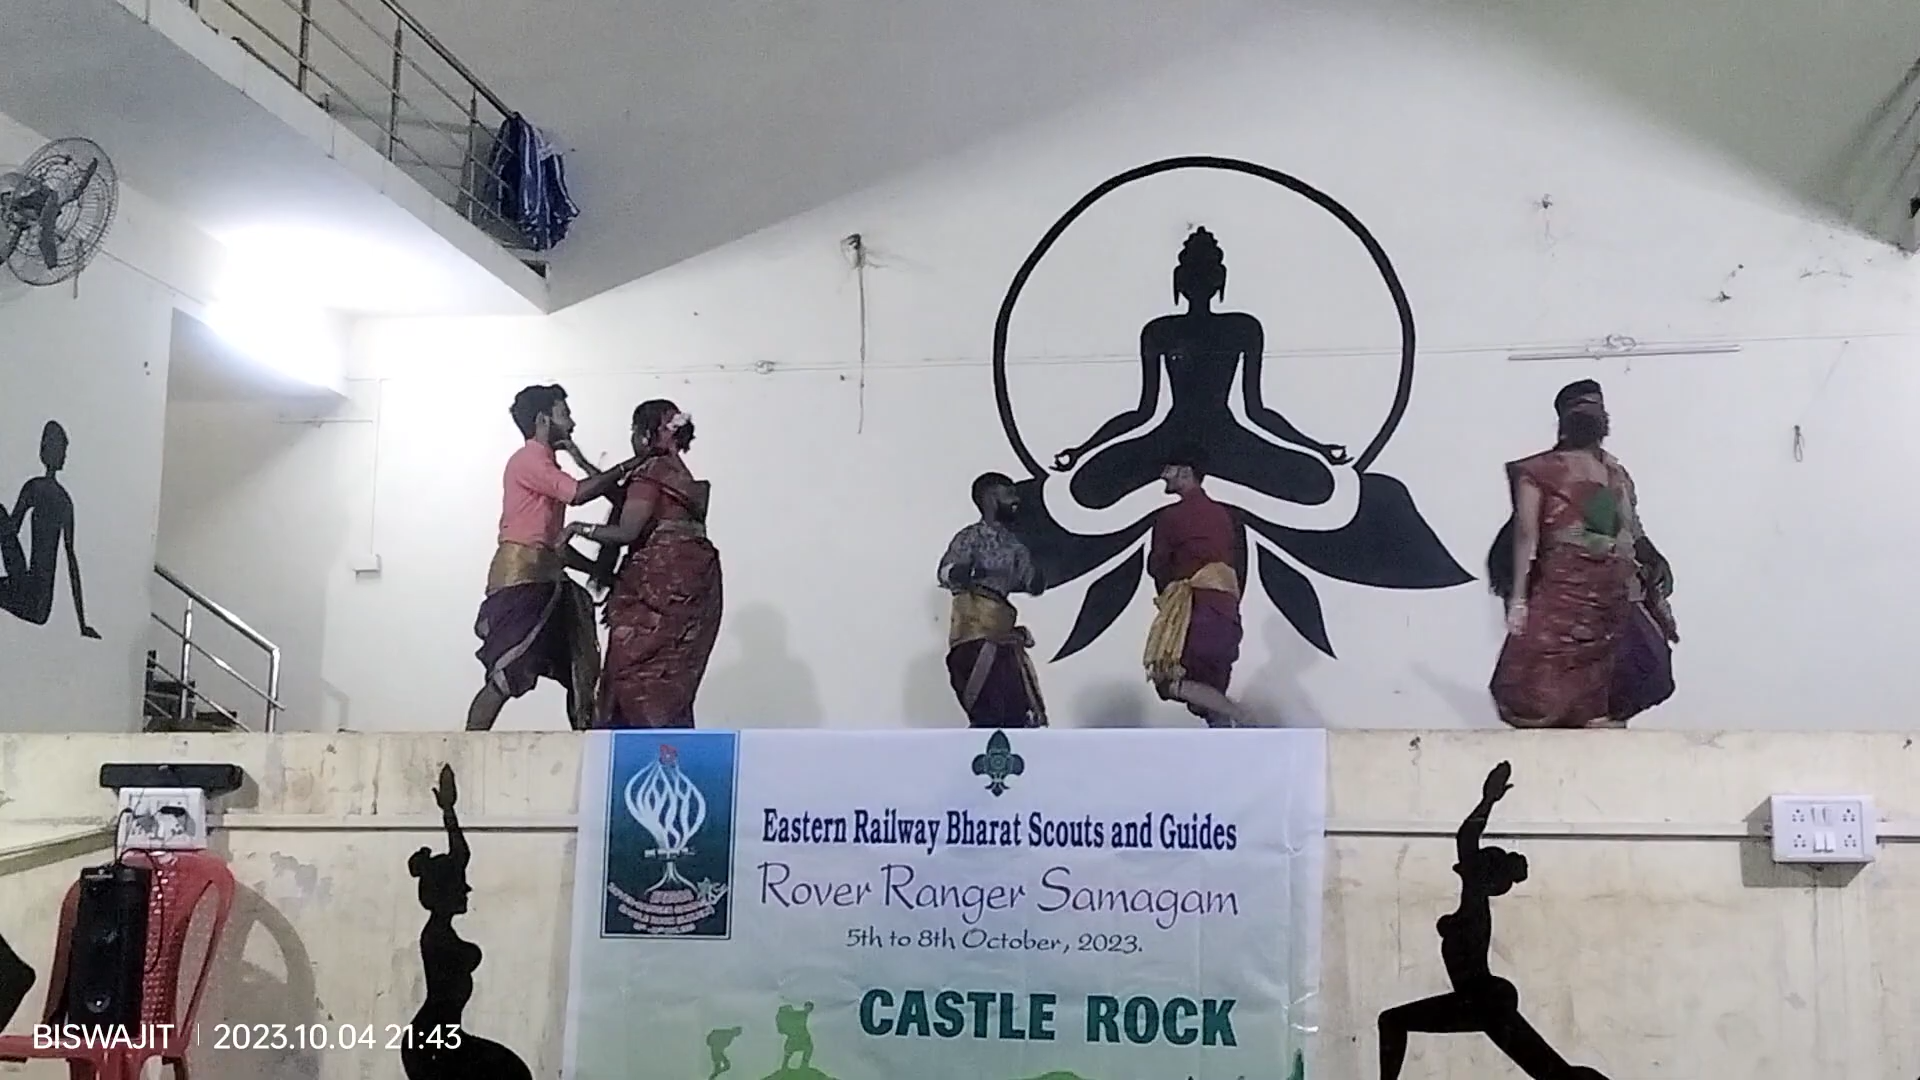 Eastern Railway Bharat Scouts and Guides
Rover Ranger Samagam
5th to 8th October, 2023.
CASTLE ROCK
BISWAJIT | 2023.10.04 21:43